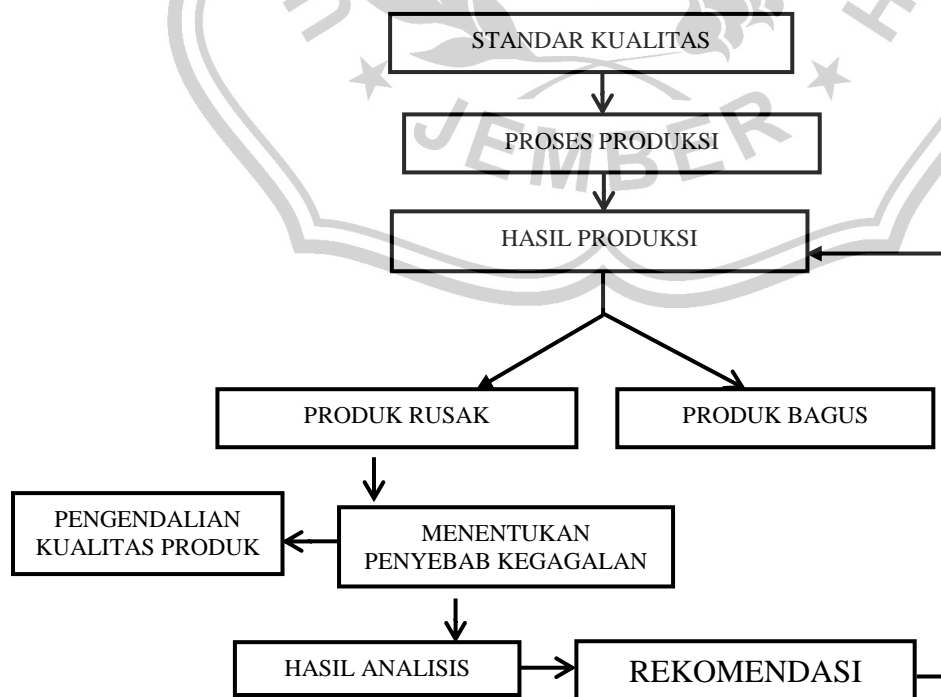 STANDAR KUALITAS
PROSES PRODUKSI
JEMBER
HASIL PRODUKSI
PRODUK RUSAK
PRODUK BAGUS
PENGENDALIAN
KUALITAS PRODUK
MENENTUKAN
PENYEBAB KEGAGALAN
HASIL ANALISIS
REKOMENDASI